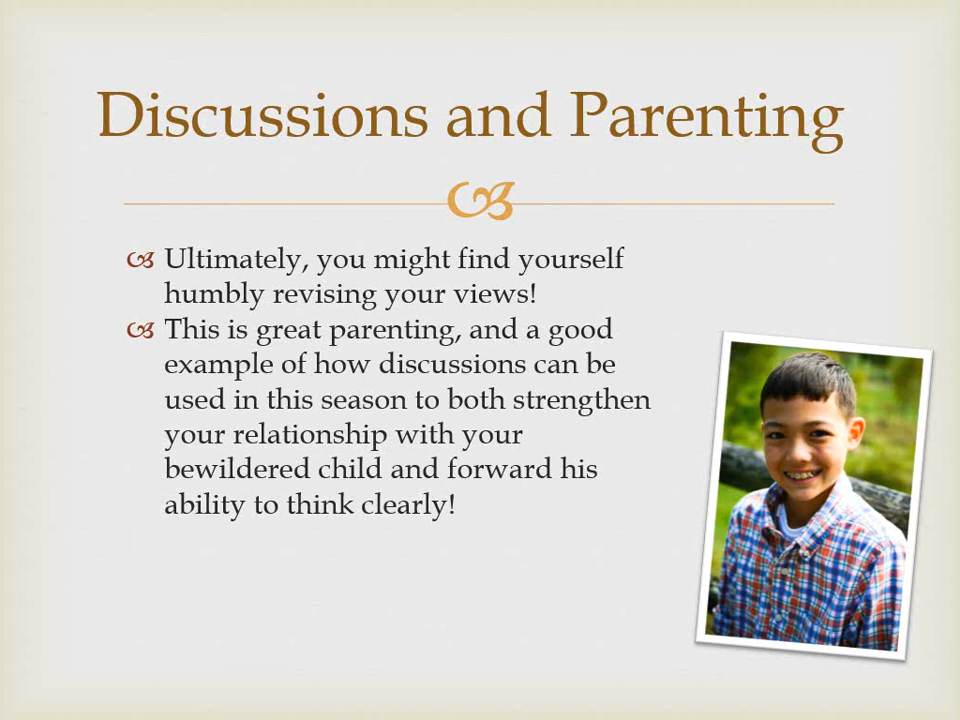 Discussions and Parenting
Ultimately, you might find yourself
humbly revising your views!
This is great parenting, and a good
example of how discussions can be
used in this season to both strengthen
your relationship with your
bewildered child and forward his
ability to think clearly!